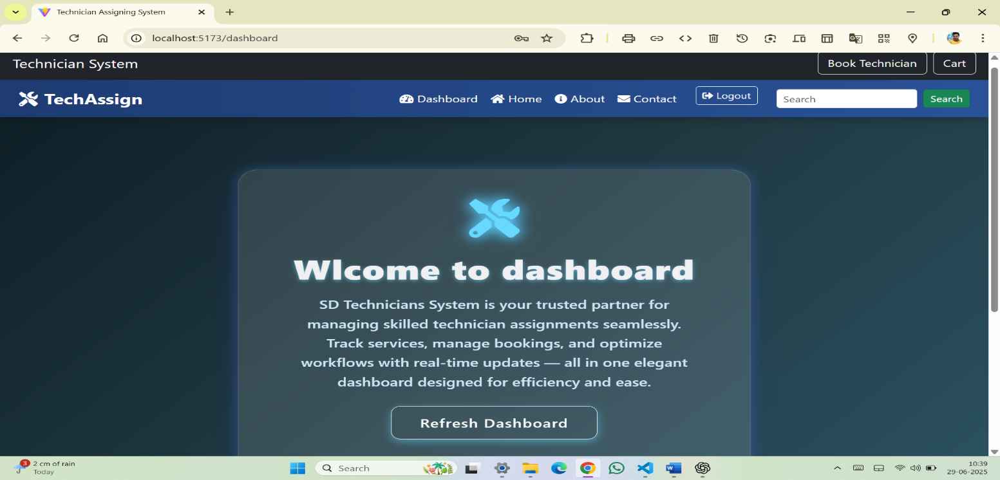 Technician Assigning System
localhost:5173/dashboard
Technician System
Book Technician
Cart
TechAssign
Dashboard
Home
About
Contact
Logout
Search
Search
Wlcome to dashboard
SD Technicians System is your trusted partner for
managing skilled technician assignments seamlessly.
Track services, manage bookings, and optimize
workflows with real-time updates — all in one elegant
dashboard designed for efficiency and ease.
Refresh Dashboard
3
2 cm of rain
Today
Search
10:39
29-06-2025